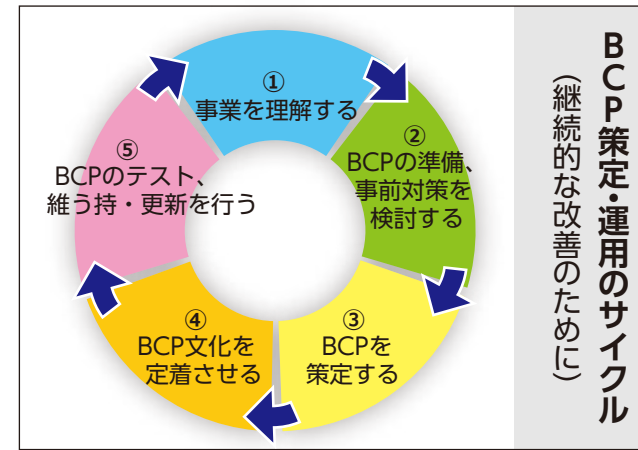 BCP策定・運用のサイクル
（継続的な改善のために）
①
事業を理解する
②
BCPの準備、
事前対策を
検討する
③
BCPを
策定する
④
BCP文化を
定着させる
⑤
BCPのテスト、
維う持・更新を行う